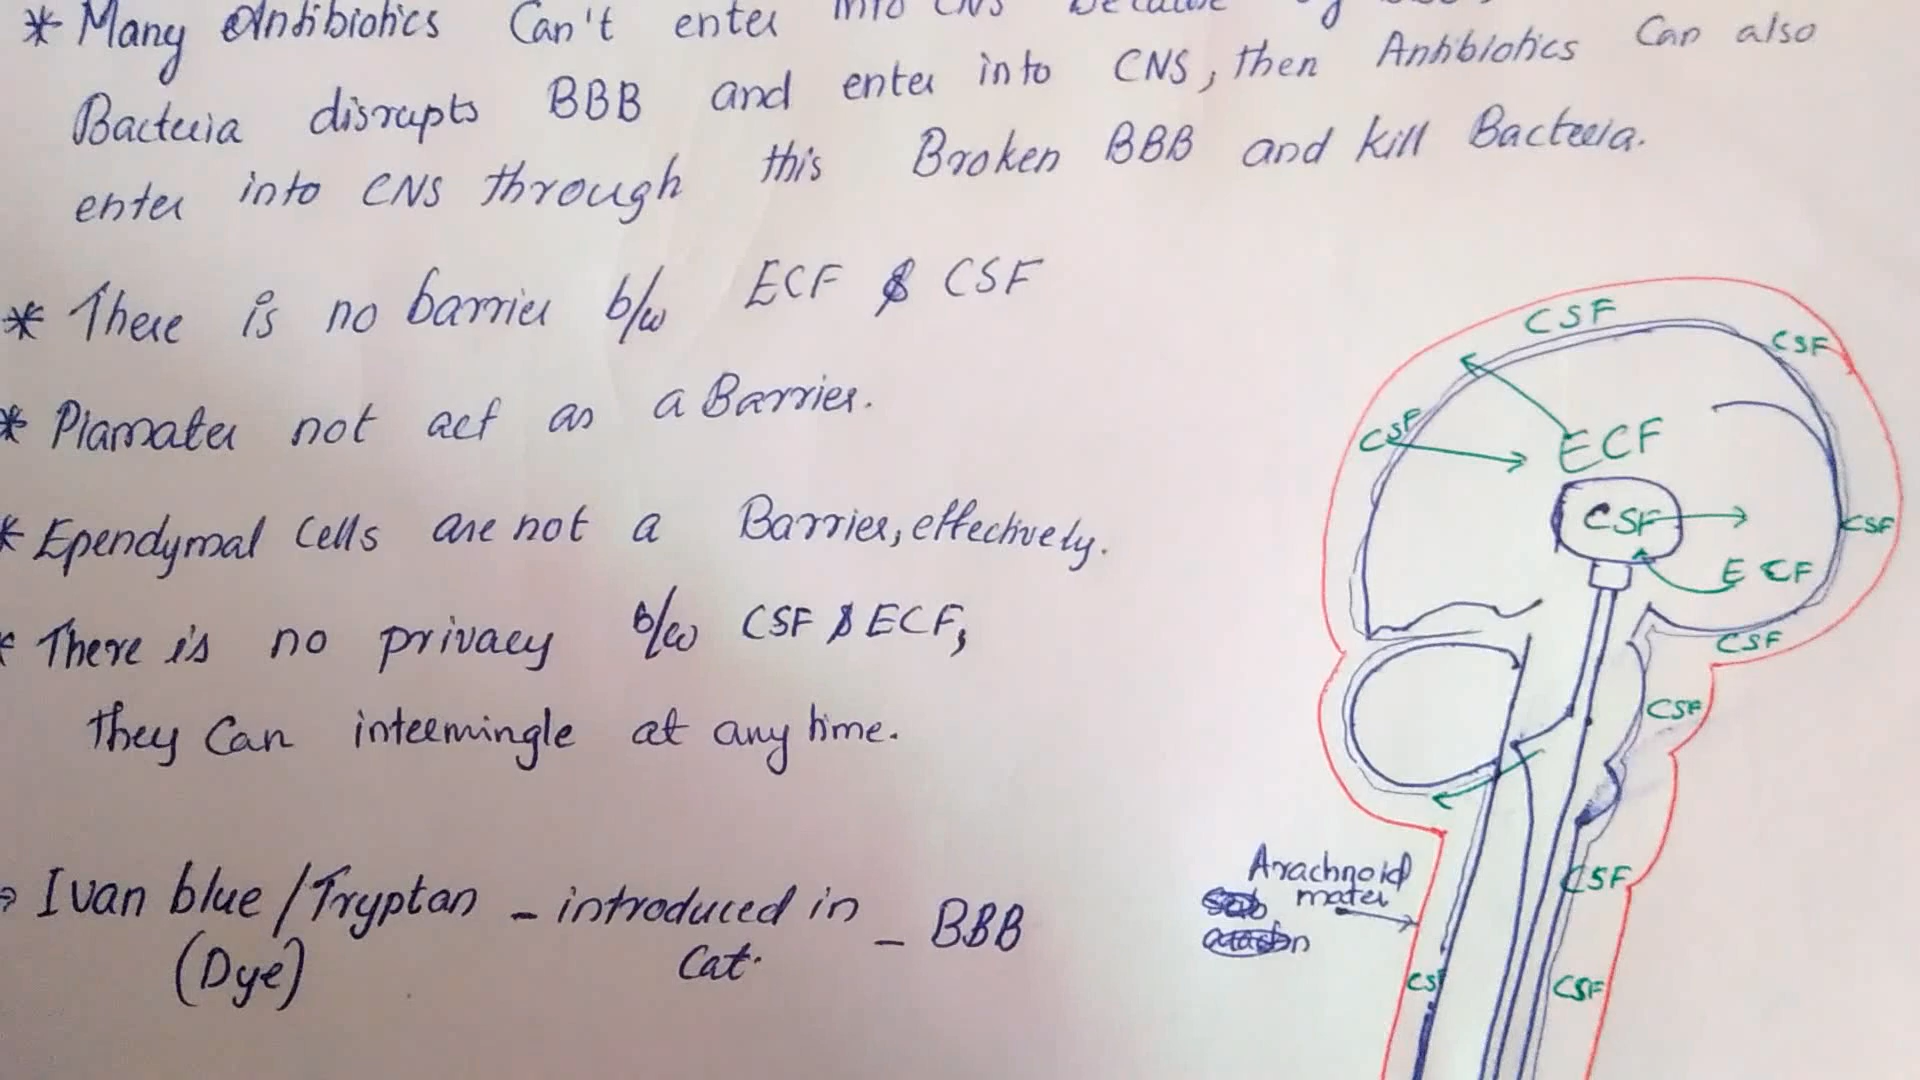 * Many Antibiotics Can't enter into CNS because of
Bacteria disrupts BBB and enter into CNS, then Antibiotics Can also
enter into CNS through this Broken BBB and kill Bacteria.
* There is no barrier b/w ECF & CSF
* Piamater not act as a Barrier.
* Ependymal Cells are not a Barrier, effectively.
* There is no privacy b/w CSF & ECF,
they Can intermingle at any time.
→ Ivan blue/Tryptan - introduced in - BBB
(Dye) Cat.
CSF
CSF
CSF
ECF
CSF
CSF
ECF
CSF
CSF
Arachnoid
mater
CSF
CSF
CSF